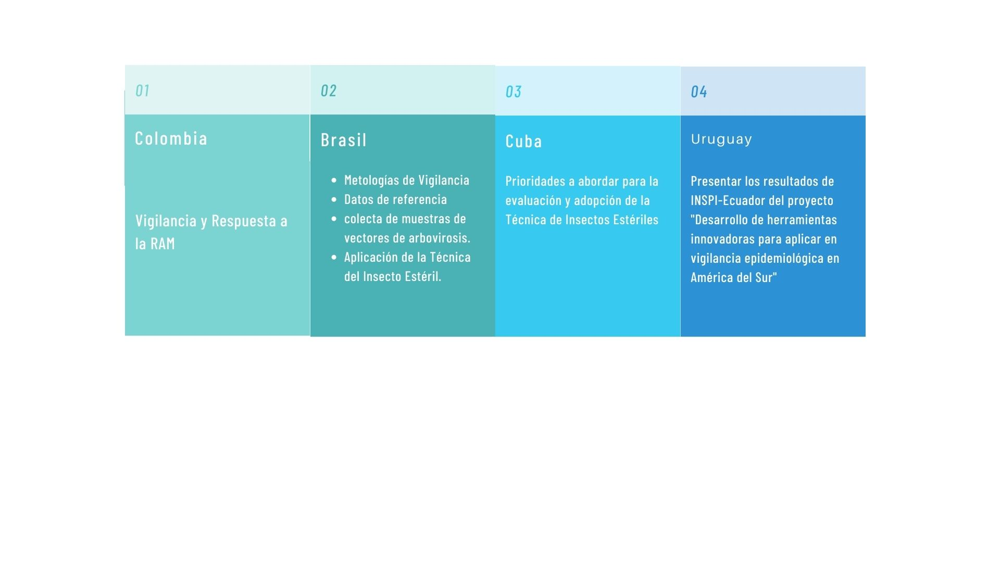 01
Colombia
Vigilancia y Respuesta a
la RAM
02
Brasil
• Metologías de Vigilancia
• Datos de referencia
• colecta de muestras de
vectores de arbovirosis.
• Aplicación de la Técnica
del Insecto Estéril.
03
Cuba
Prioridades a abordar para la
evaluación y adopción de la
Técnica de Insectos Estériles
04
Uruguay
Presentar los resultados de
INSPI-Ecuador del proyecto
"Desarrollo de herramientas
innovadoras para aplicar en
vigilancia epidemiológica en
América del Sur"